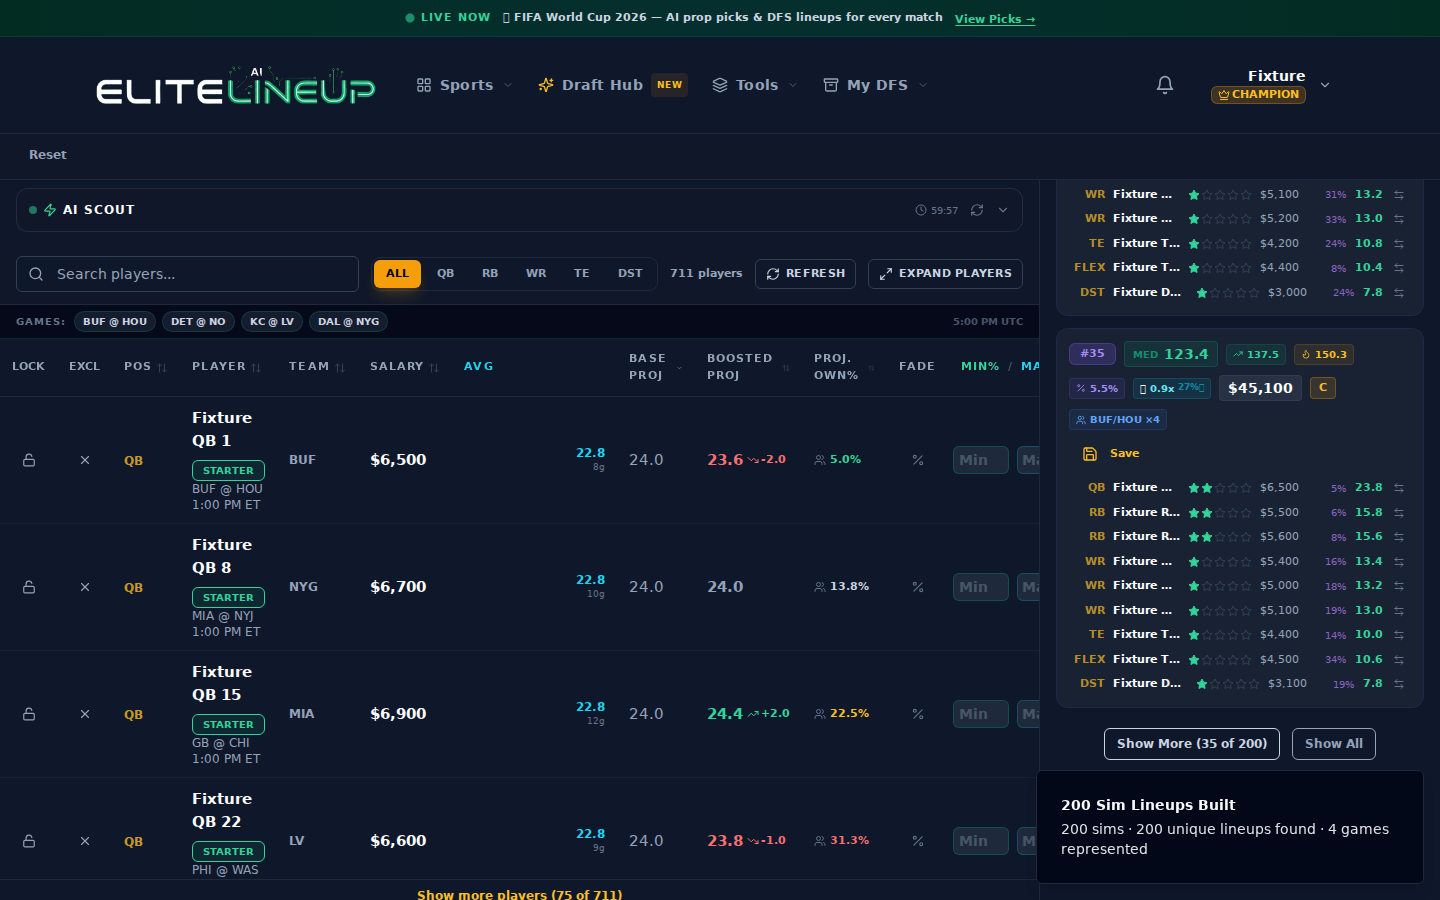 LIVE NOW FIFA World Cup 2026 — AI prop picks & DFS lineups for every match View Picks →
ELITE LINEUP AI
Sports Draft Hub NEW Tools My DFS
Fixture
CHAMPION
Reset
AI SCOUT 59:57
Search players...
ALL QB RB WR TE DST 711 players REFRESH EXPAND PLAYERS
GAMES: BUF @ HOU DET @ NO KC @ LV DAL @ NYG 5:00 PM UTC
LOCK EXCL POS PLAYER TEAM SALARY AVG BASE PROJ BOOSTED PROJ PROJ. OWN% FADE MIN% / MA
Fixture QB 1
QB STARTER BUF $6,500 22.8 8g 24.0 23.6 -2.0 5.0% Min Ma
BUF @ HOU
1:00 PM ET
Fixture QB 8
QB STARTER NYG $6,700 22.8 10g 24.0 24.0 13.8% Min Ma
MIA @ NYJ
1:00 PM ET
Fixture QB 15
QB STARTER MIA $6,900 22.8 12g 24.0 24.4 +2.0 22.5% Min Ma
GB @ CHI
1:00 PM ET
Fixture QB 22
QB STARTER LV $6,600 22.8 9g 24.0 23.8 -1.0 31.3% Min Ma
PHI @ WAS
Show more players (75 of 711)
WR Fixture ... $5,100 31% 13.2
WR Fixture ... $5,200 33% 13.0
TE Fixture T... $4,200 24% 10.8
FLEX Fixture T... $4,400 8% 10.4
DST Fixture D... $3,000 24% 7.8
#35 MED 123.4 137.5 150.3
5.5% 0.9x 27% $45,100 C
BUF/HOU ×4
Save
QB Fixture ... $6,500 5% 23.8
RB Fixture R... $5,500 6% 15.8
RB Fixture R... $5,600 8% 15.6
WR Fixture ... $5,400 16% 13.4
WR Fixture ... $5,000 18% 13.2
WR Fixture ... $5,100 19% 13.0
TE Fixture T... $4,400 14% 10.0
FLEX Fixture T... $4,500 34% 10.6
DST Fixture D... $3,100 19% 7.8
Show More (35 of 200) Show All
200 Sim Lineups Built
200 sims · 200 unique lineups found · 4 games
represented